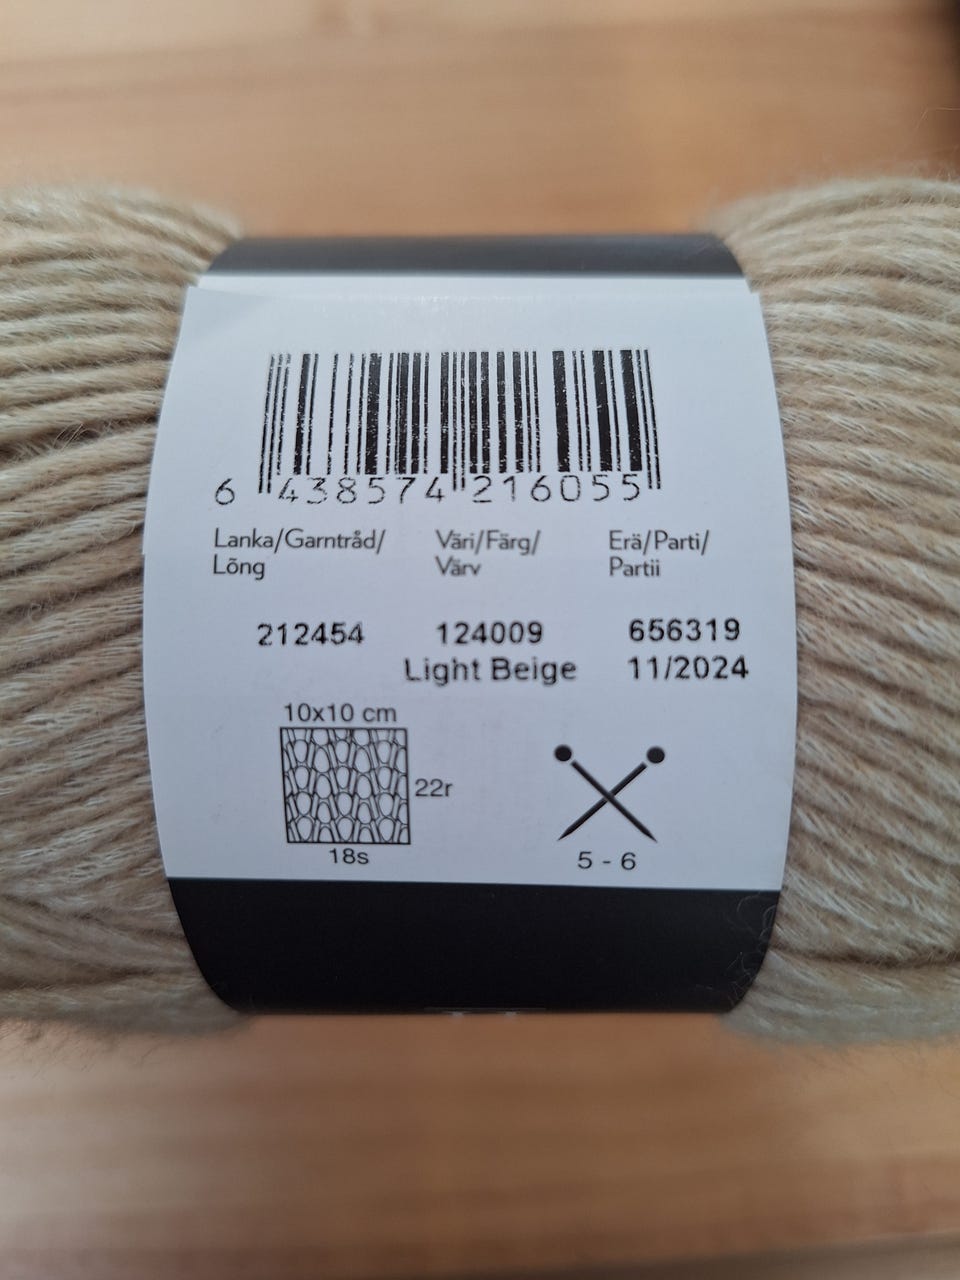 6 438574 216055
Lanka/Garntråd/ Väri/Färg/ Erä/Parti/
Lõng Värv Partii
212454 124009 656319
Light Beige 11/2024
10x10 cm
22r
18s
5 - 6